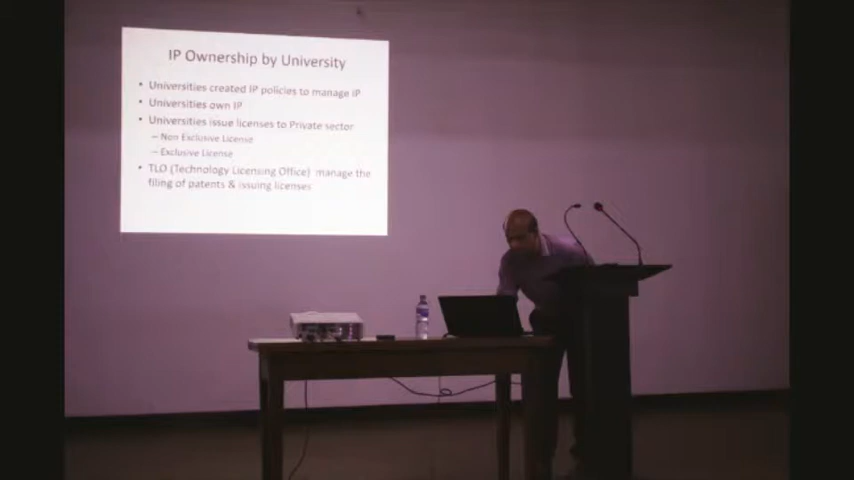 IP Ownership by University
• Universities created IP policies to manage IP
• Universities own IP
• Universities issue licenses to Private sector
– Non Exclusive License
– Exclusive License
• TLO (Technology Licensing Office) manage the
filing of patents & issuing licenses